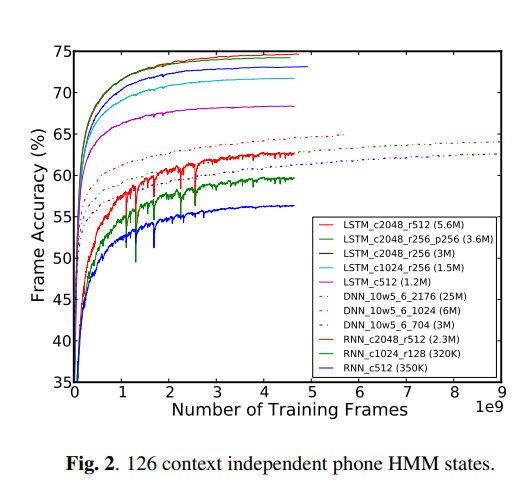 75
70
65
60
55
50
45
40
35
Frame Accuracy (%)
LSTM_c2048_r512 (5.6M)
LSTM_c2048_r256_p256 (3.6M)
LSTM_c2048_r256 (3M)
LSTM_c1024_r256 (1.5M)
LSTM_c512 (1.2M)
DNN_10w5_6_2176 (25M)
DNN_10w5_6_1024 (6M)
DNN_10w5_6_704 (3M)
RNN_c2048_r512 (2.3M)
RNN_c1024_r128 (320K)
RNN_c512 (350K)
0 1 2 3 4 5 6 7 8 9
1e9
Number of Training Frames
Fig. 2. 126 context independent phone HMM states.